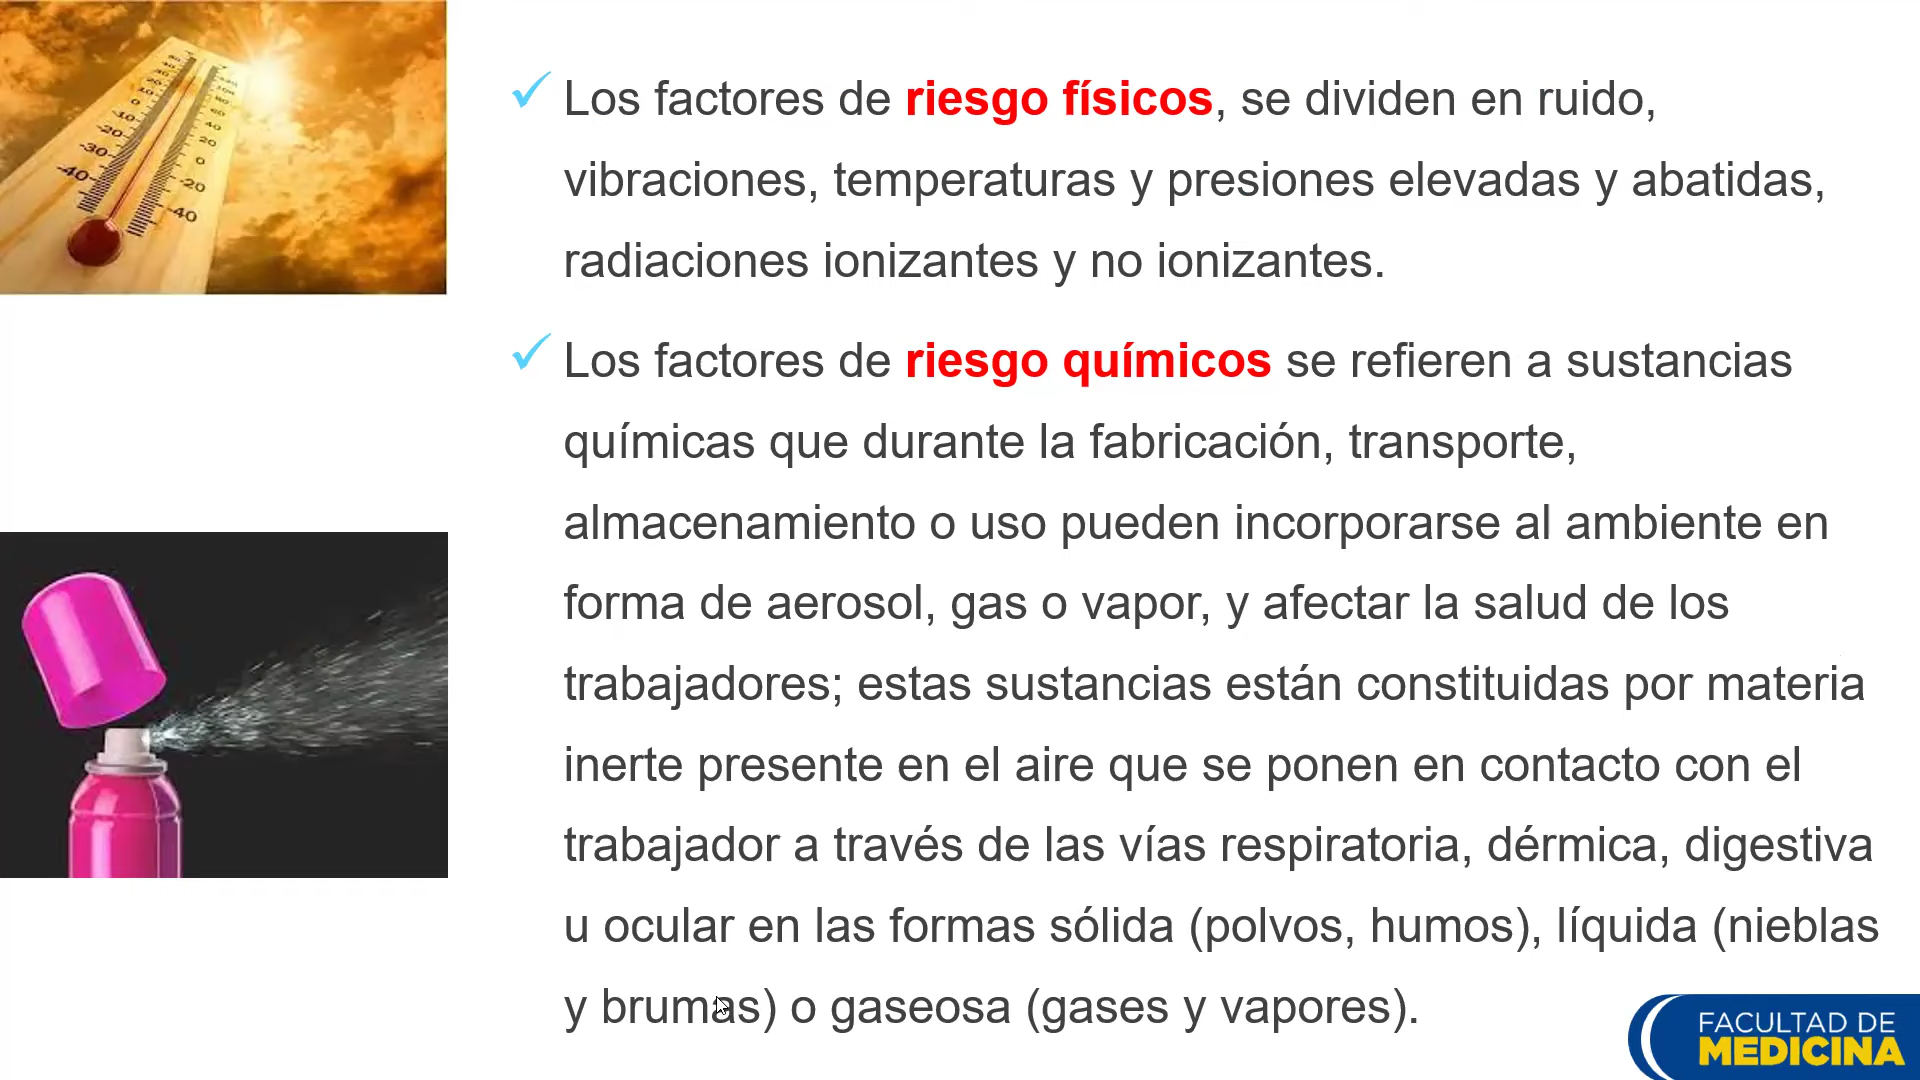 Los factores de riesgo físicos, se dividen en ruido,
vibraciones, temperaturas y presiones elevadas y abatidas,
radiaciones ionizantes y no ionizantes.
Los factores de riesgo químicos se refieren a sustancias
químicas que durante la fabricación, transporte,
almacenamiento o uso pueden incorporarse al ambiente en
forma de aerosol, gas o vapor, y afectar la salud de los
trabajadores; estas sustancias están constituidas por materia
inerte presente en el aire que se ponen en contacto con el
trabajador a través de las vías respiratoria, dérmica, digestiva
u ocular en las formas sólida (polvos, humos), líquida (nieblas
y brumas) o gaseosa (gases y vapores).
FACULTAD DE
MEDICINA